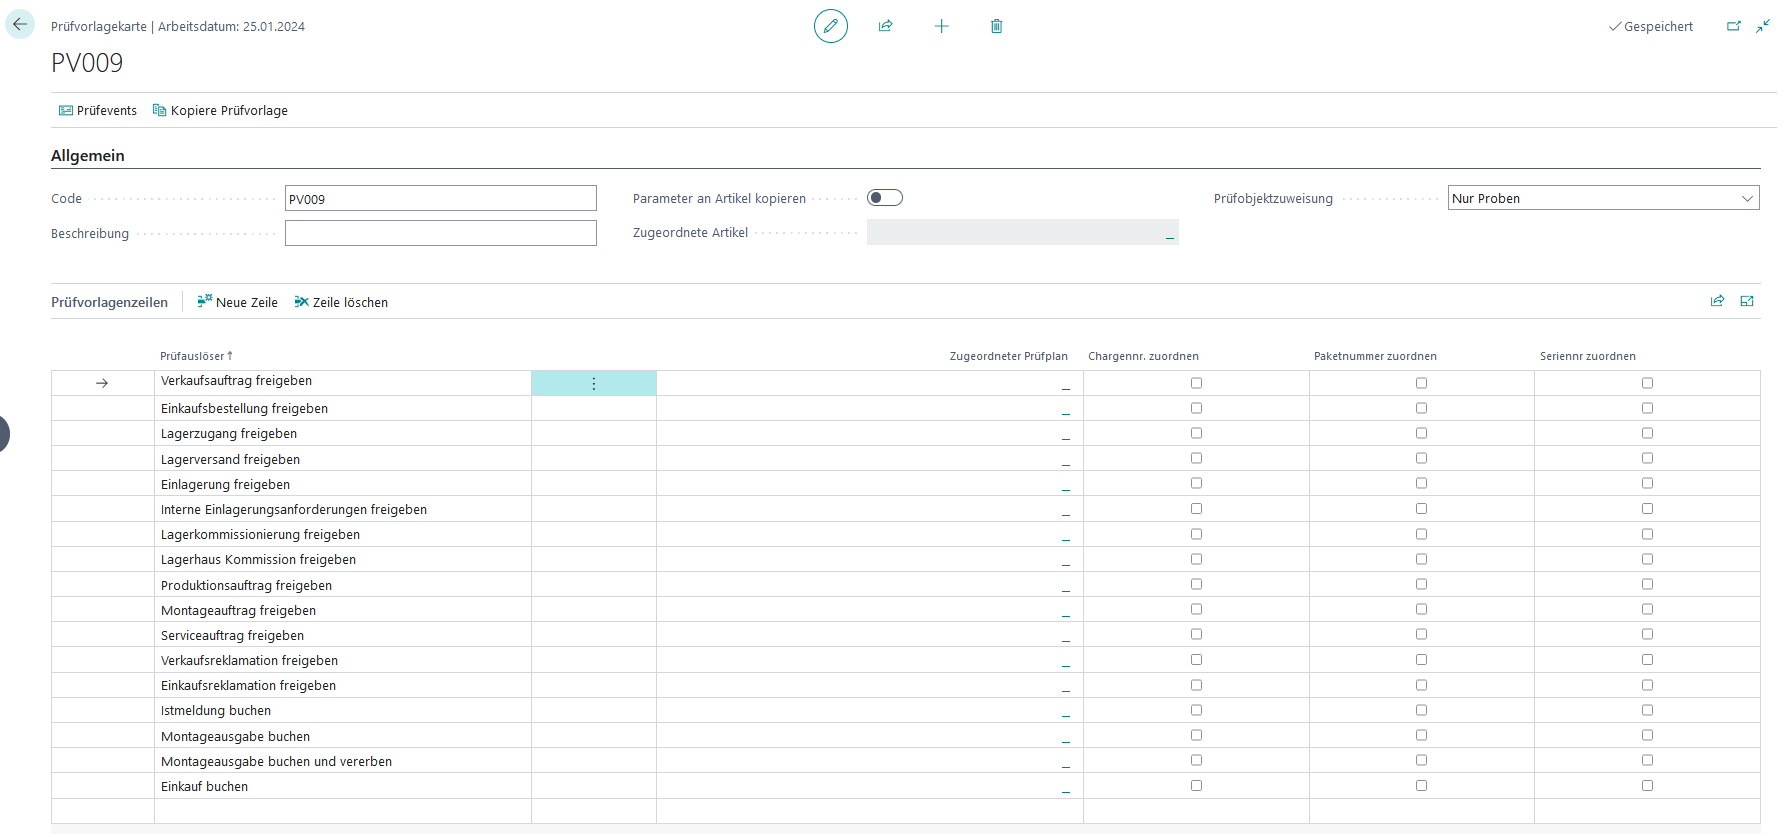 Prüfvorlagekarte | Arbeitsdatum: 25.01.2024
Gespeichert
PV009
Prüfevents Kopiere Prüfvorlage
Allgemein
Code PV009 Parameter an Artikel kopieren Prüfobjektzuweisung Nur Proben
Beschreibung Zugeordnete Artikel _
Prüfvorlagenzeilen Neue Zeile Zeile löschen
Prüfauslöser ↑ Zugeordneter Prüfplan Chargennr. zuordnen Paketnummer zuordnen Seriennr zuordnen
Verkaufsauftrag freigeben _
Einkaufsbestellung freigeben _
Lagerzugang freigeben _
Lagerversand freigeben _
Einlagerung freigeben _
Interne Einlagerungsanforderungen freigeben _
Lagerkommissionierung freigeben _
Lagerhaus Kommission freigeben _
Produktionsauftrag freigeben _
Montageauftrag freigeben _
Serviceauftrag freigeben _
Verkaufsreklamation freigeben _
Einkaufsreklamation freigeben _
Istmeldung buchen _
Montageausgabe buchen _
Montageausgabe buchen und vererben _
Einkauf buchen _